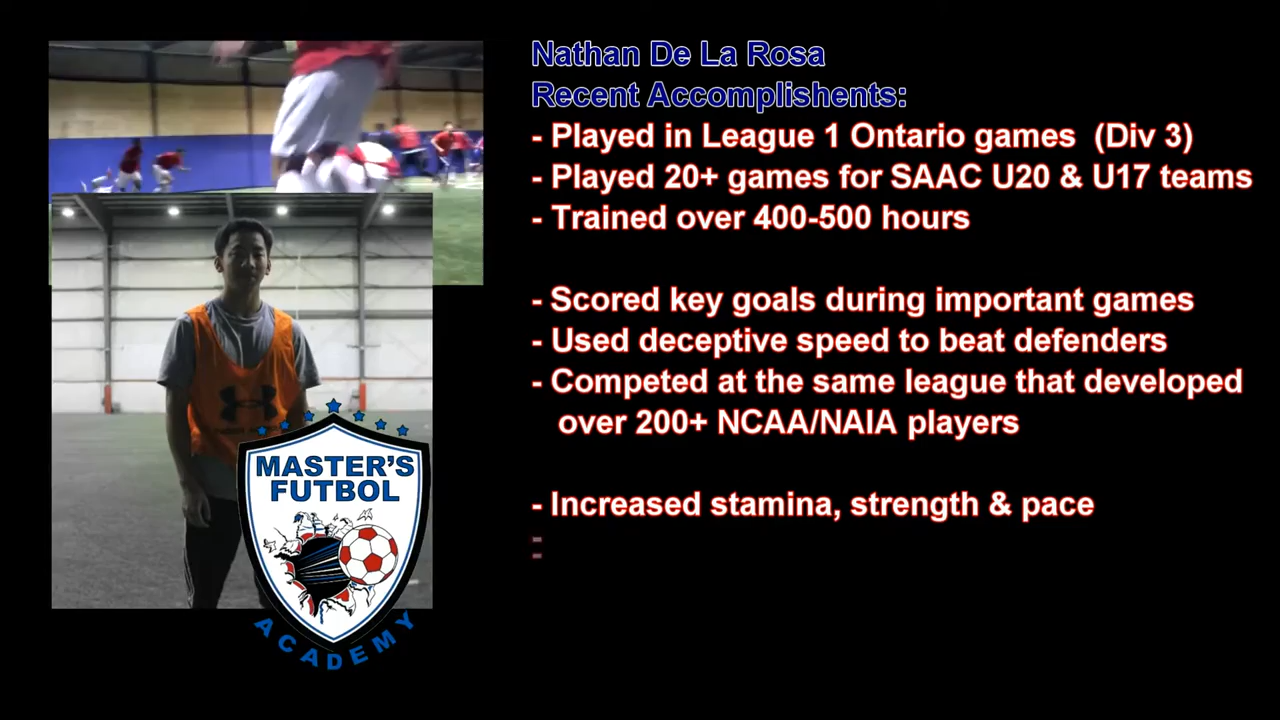 Nathan De La Rosa
Recent Accomplishents:
- Played in League 1 Ontario games (Div 3)
- Played 20+ games for SAAC U20 & U17 teams
- Trained over 400-500 hours
- Scored key goals during important games
- Used deceptive speed to beat defenders
- Competed at the same league that developed
over 200+ NCAA/NAIA players
- Increased stamina, strength & pace
-
MASTER'S
FUTBOL
ACADEMY